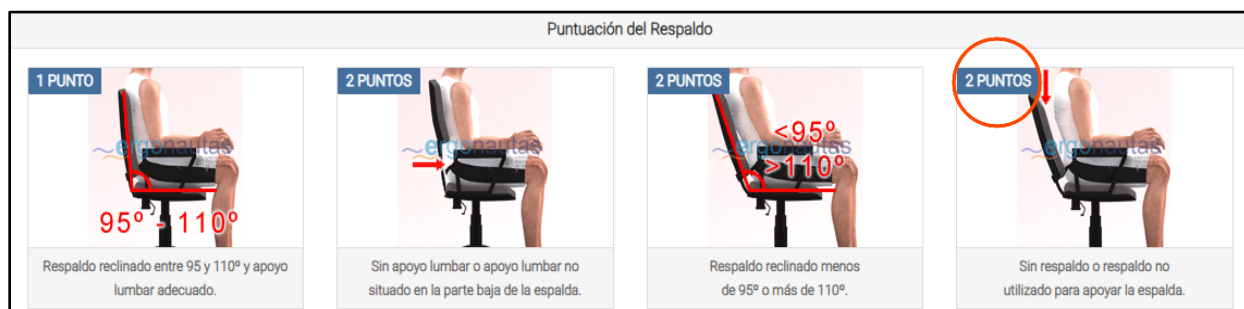 Puntuación del Respaldo
1 PUNTO
~ergonautas
95º - 110º
Respaldo reclinado entre 95 y 110º y apoyo
lumbar adecuado.
2 PUNTOS
~ergonautas
Sin apoyo lumbar o apoyo lumbar no
situado en la parte baja de la espalda.
2 PUNTOS
~ergonautas
<95º
>110º
Respaldo reclinado menos
de 95º o más de 110º.
2 PUNTOS
~ergonautas
Sin respaldo o respaldo no
utilizado para apoyar la espalda.